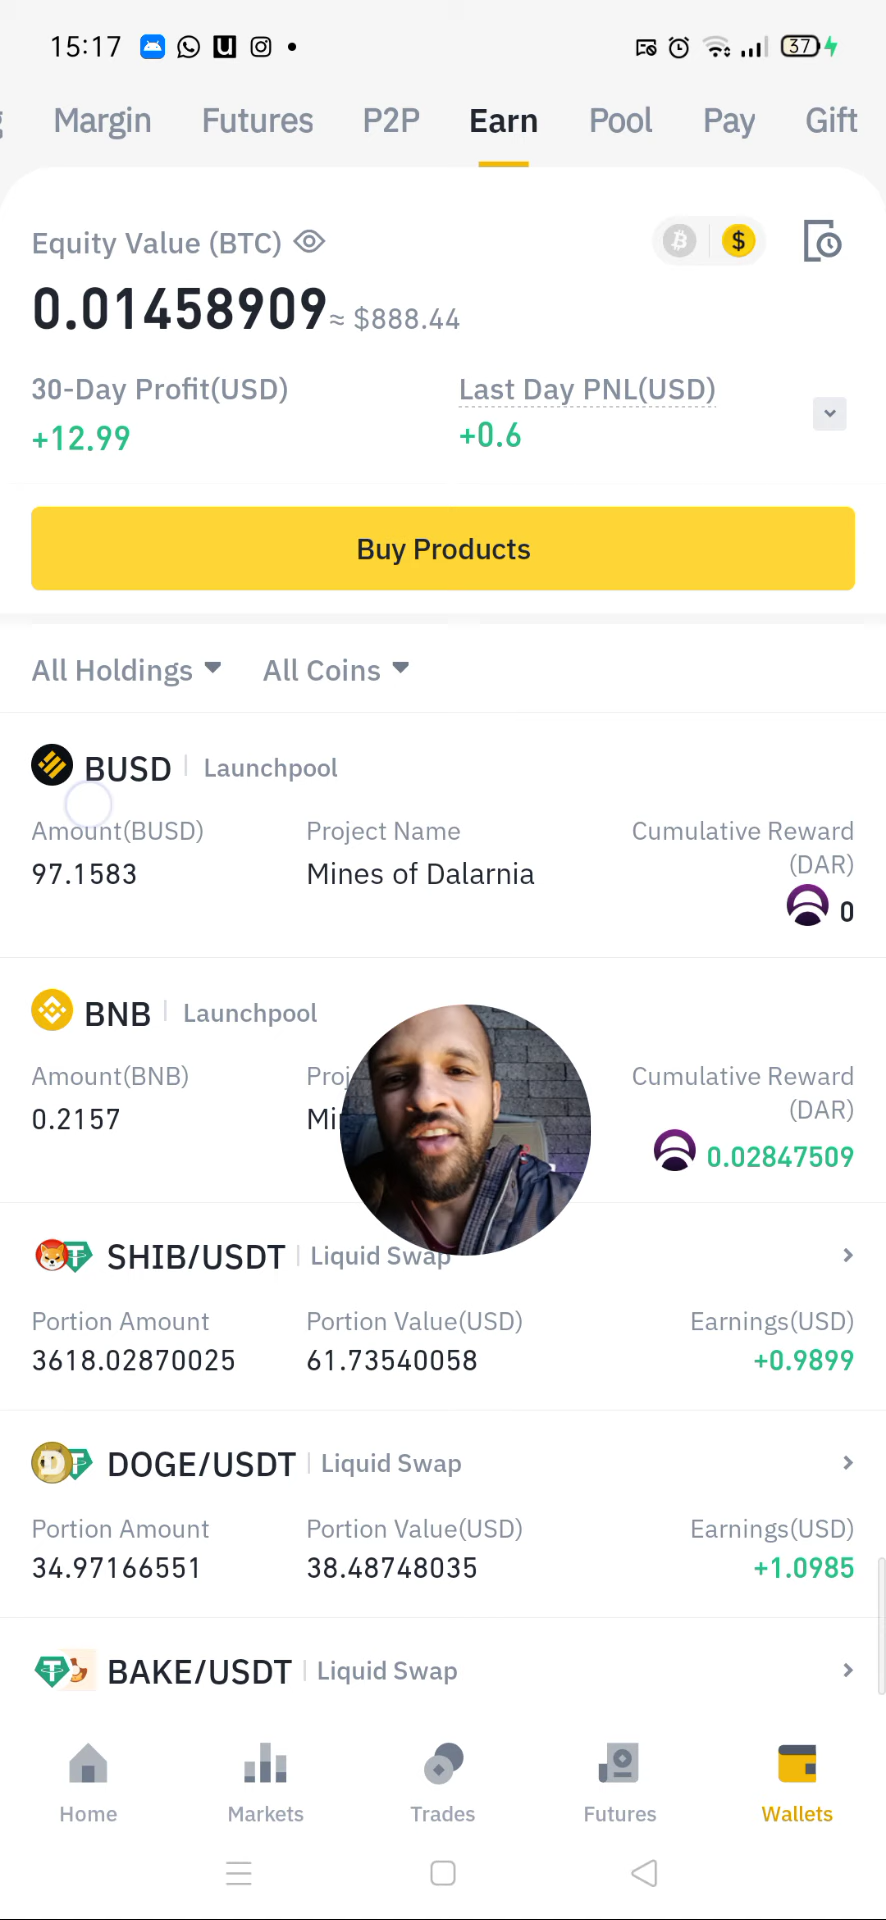 15:17
37
Margin Futures P2P Earn Pool Pay Gift
Equity Value (BTC)
0.01458909 ≈ $888.44
30-Day Profit(USD) Last Day PNL(USD)
+12.99 +0.6
Buy Products
All Holdings All Coins
BUSD | Launchpool
Amount(BUSD) Project Name Cumulative Reward
(DAR)
97.1583 Mines of Dalarnia
0
BNB | Launchpool
Amount(BNB) Proj Cumulative Reward
(DAR)
0.2157 Mi
0.02847509
SHIB/USDT | Liquid Swap
Portion Amount Portion Value(USD) Earnings(USD)
3618.02870025 61.73540058 +0.9899
DOGE/USDT | Liquid Swap
Portion Amount Portion Value(USD) Earnings(USD)
34.97166551 38.48748035 +1.0985
BAKE/USDT | Liquid Swap
Home Markets Trades Futures Wallets